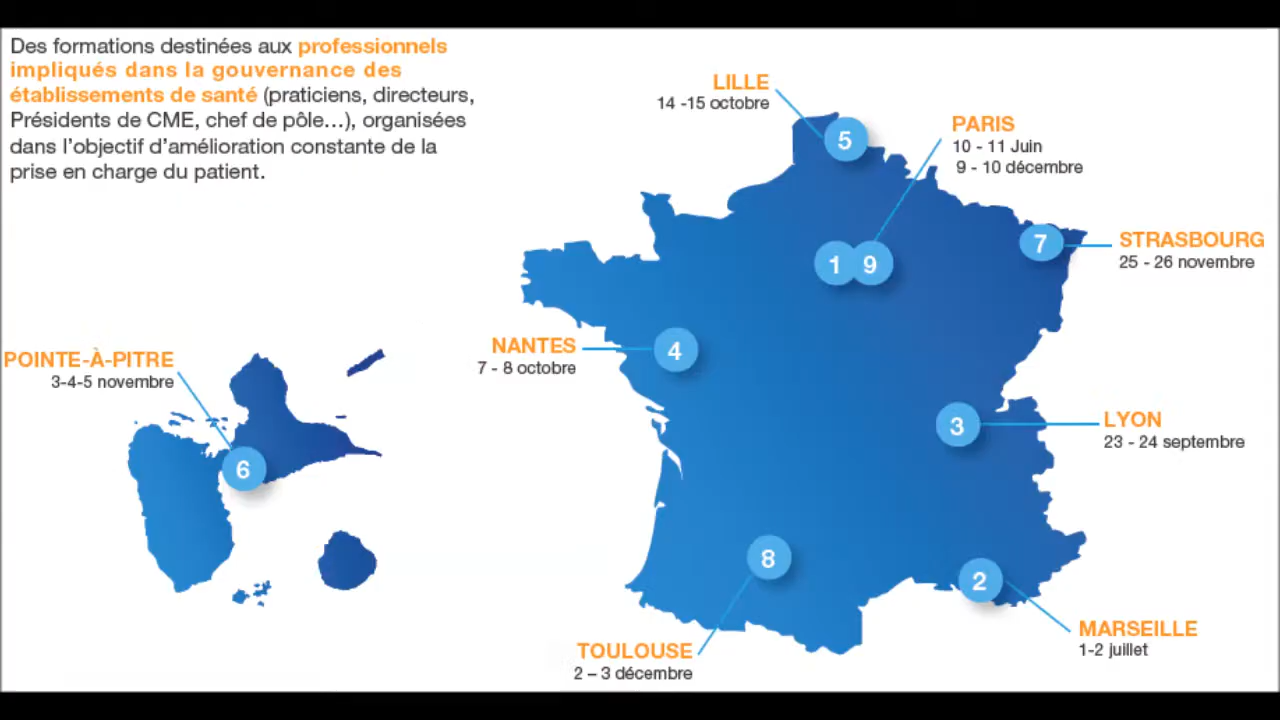 Des formations destinées aux professionnels
impliqués dans la gouvernance des
établissements de santé (praticiens, directeurs,
Présidents de CME, chef de pôle...), organisées
dans l'objectif d'amélioration constante de la
prise en charge du patient.
LILLE
14 -15 octobre
5
PARIS
10 - 11 Juin
9 - 10 décembre
1 9
7
STRASBOURG
25 - 26 novembre
NANTES
7 - 8 octobre
4
POINTE-À-PITRE
3-4-5 novembre
6
3
LYON
23 - 24 septembre
8
TOULOUSE
2 – 3 décembre
2
MARSEILLE
1-2 juillet